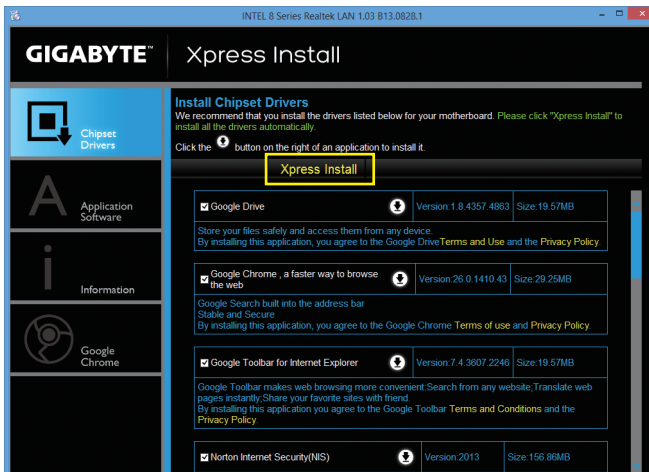 INTEL 8 Series Realtek LAN 1.03 B13.0828.1
GIGABYTE™
Xpress Install
Chipset
Drivers
Application
Software
Information
Google
Chrome
Install Chipset Drivers
We recommend that you install the drivers listed below for your motherboard. Please click "Xpress Install" to
install all the drivers automatically.
Click the button on the right of an application to install it.
Xpress Install
Google Drive Version:1.8.4357.4863 Size:19.57MB
Store your files safely and access them from any device.
By installing this application, you agree to the Google DriveTerms and Use and the Privacy Policy.
Google Chrome , a faster way to browse
the web Version:26.0.1410.43 Size:29.25MB
Google Search built into the address bar
Stable and Secure
By installing this application, you agree to the Google Chrome Terms of use and Privacy Policy.
Google Toolbar for Internet Explorer Version:7.4.3607.2246 Size:19.57MB
Google Toolbar makes web browsing more convenient:Search from any website;Translate web
pages instantly;Share your favorite sites with friend.
By installing this application you agree to the Google Toolbar Terms and Conditions and the
Privacy Policy.
Norton Internet Security(NIS) Version:2013 Size:156.86MB